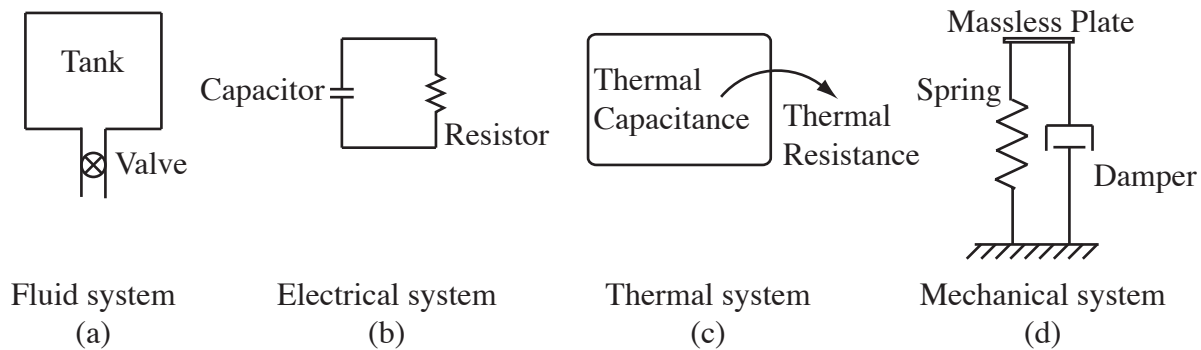 Tank
Valve
Fluid system
(a)
Capacitor
Resistor
Electrical system
(b)
Thermal
Capacitance
Thermal
Resistance
Thermal system
(c)
Massless Plate
Spring
Damper
Mechanical system
(d)